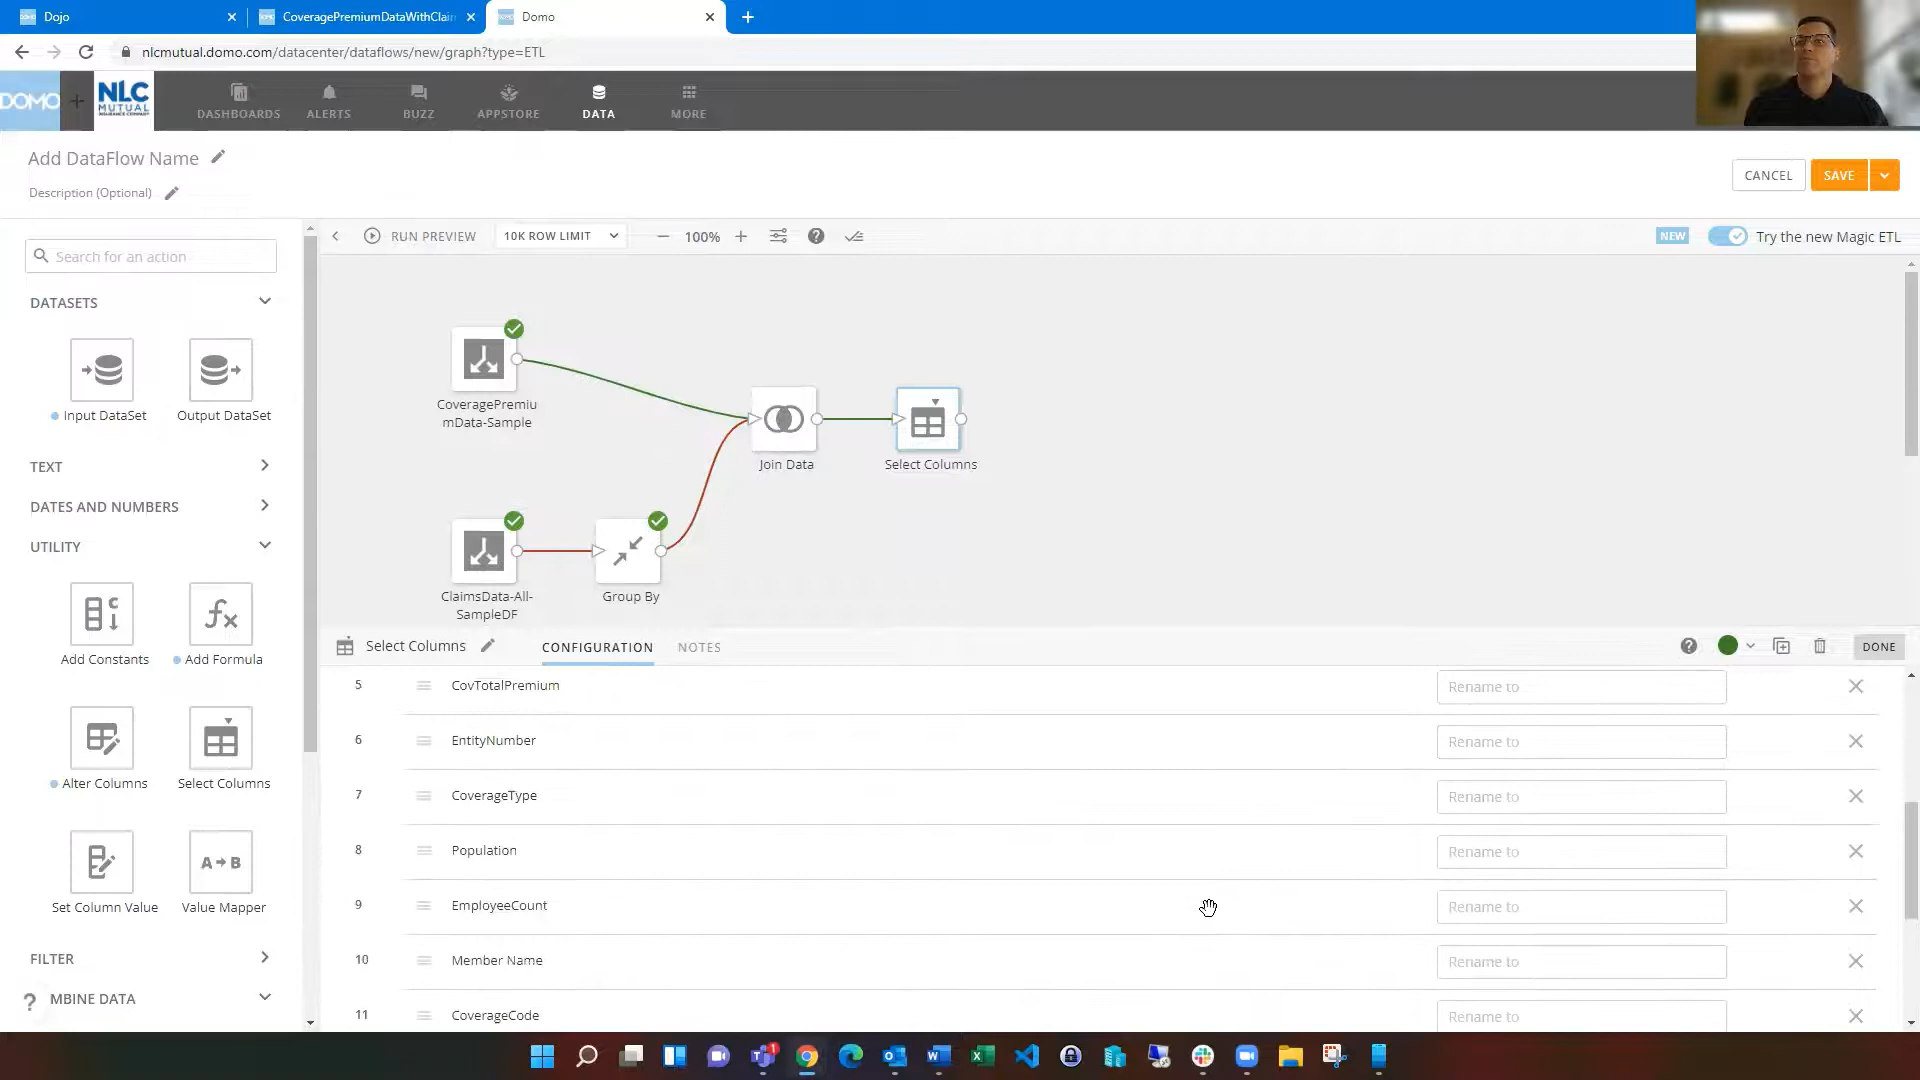 Dojo
CoveragePremiumDataWithClai
Domo
nlcmutual.domo.com/datacenter/dataflows/new/graph?type=ETL
DOMO
NLC
MUTUAL
DASHBOARDS
ALERTS
BUZZ
APPSTORE
DATA
MORE
Add DataFlow Name
Description (Optional)
CANCEL
SAVE
RUN PREVIEW
10K ROW LIMIT
100%
NEW
Try the new Magic ETL
Search for an action
DATASETS
Input DataSet
Output DataSet
TEXT
DATES AND NUMBERS
UTILITY
Add Constants
Add Formula
Alter Columns
Select Columns
Set Column Value
Value Mapper
FILTER
MBINE DATA
CoveragePremiu
mData-Sample
Join Data
Select Columns
ClaimsData-All-
SampleDF
Group By
Select Columns
CONFIGURATION
NOTES
DONE
5 CovTotalPremium Rename to
6 EntityNumber Rename to
7 CoverageType Rename to
8 Population Rename to
9 EmployeeCount Rename to
10 Member Name Rename to
11 CoverageCode Rename to